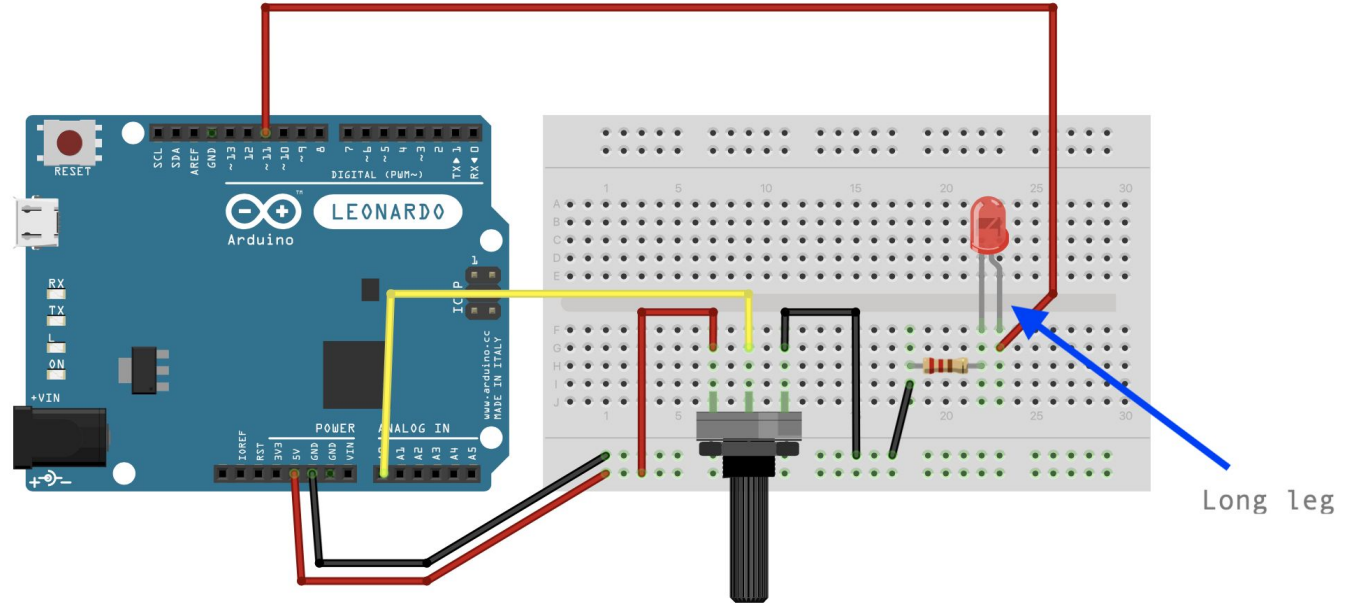 RESET
SCL
SDA
AREF
GND
~13
12
~11
~10
~9
8
7
~6
~5
4
~3
2
TX▶1
RX◀0
DIGITAL (PWM~)
LEONARDO
TM
Arduino
1
ICSP
RX
TX
L
ON
+VIN
www.arduino.cc
MADE IN ITALY
POWER
ANALOG IN
IOREF
RST
3V3
5V
GND
GND
VIN
A1
A2
A3
A4
A5
1 5 10 15 20 25 30
A
B
C
D
E
F
G
H
I
J
1 5 20 25 30
Long leg